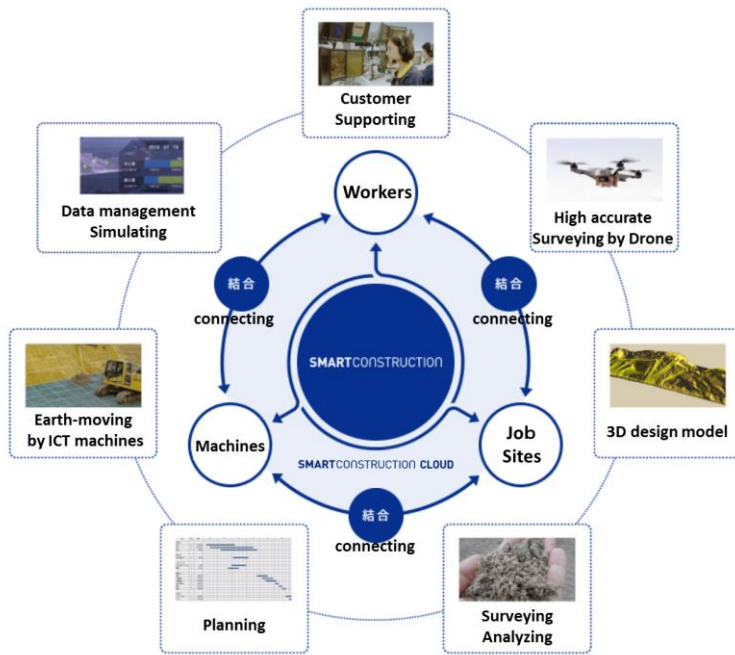 Customer
Supporting
Data management
Simulating
High accurate
Surveying by Drone
Workers
結合
connecting
結合
connecting
SMARTCONSTRUCTION
Earth-moving
by ICT machines
Machines
Job
Sites
3D design model
SMARTCONSTRUCTION CLOUD
結合
connecting
Planning
Surveying
Analyzing